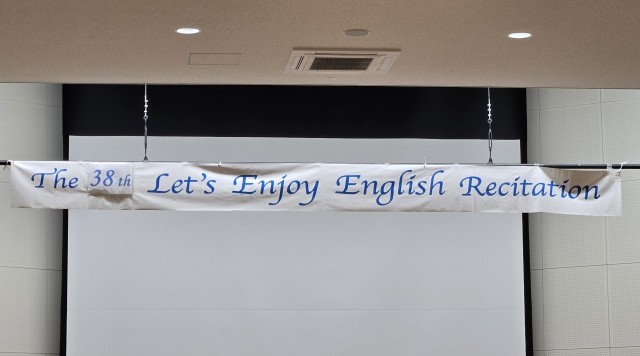 The 38th Let's Enjoy English Recitation